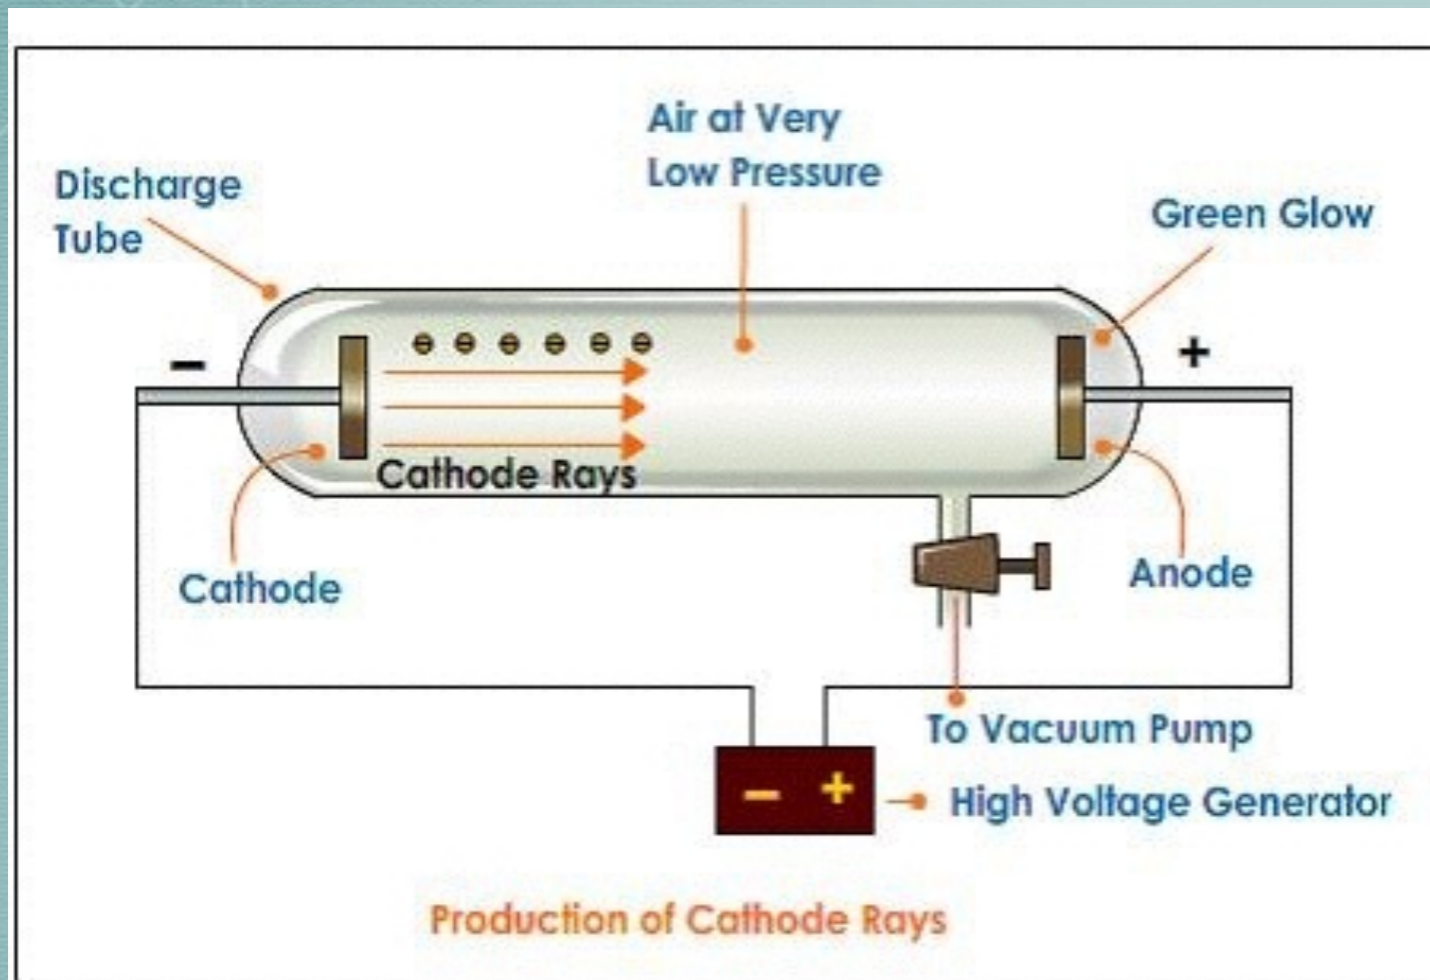 Air at Very
Low Pressure
Discharge
Tube
Green Glow
−
+
Cathode Rays
Cathode
Anode
To Vacuum Pump
− +
High Voltage Generator
Production of Cathode Rays